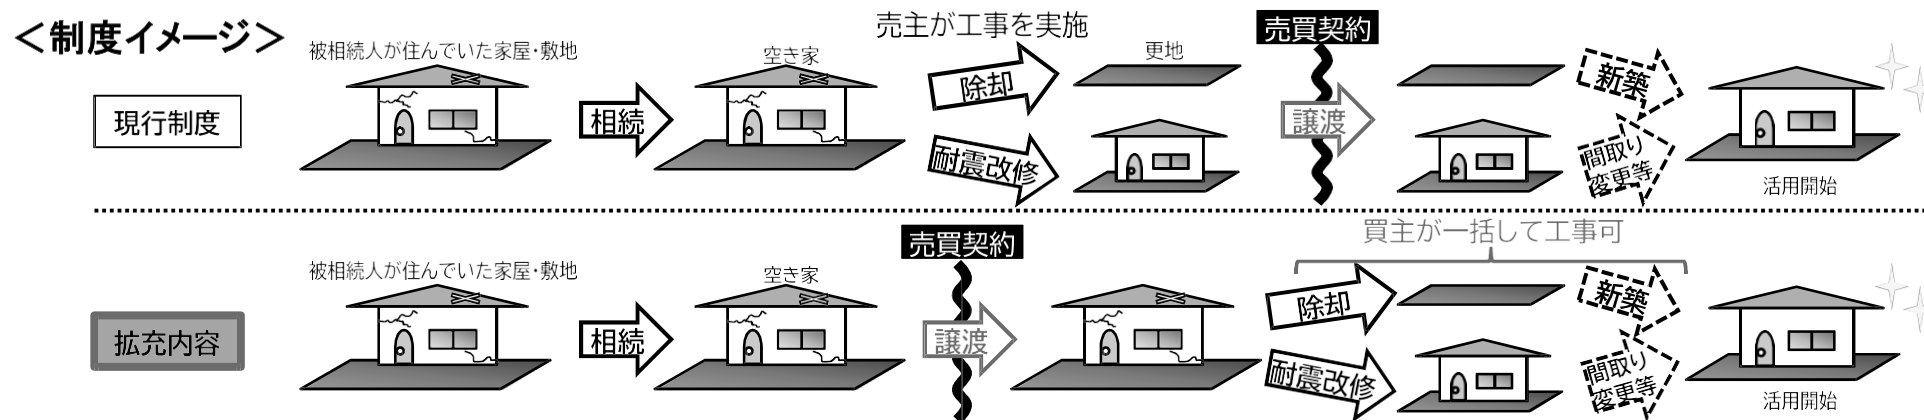 ＜制度イメージ＞
売主が工事を実施
売買契約
被相続人が住んでいた家屋・敷地
空き家
更地
現行制度
相続
除却
耐震改修
譲渡
新築
間取り
変更等
活用開始
売買契約
買主が一括して工事可
被相続人が住んでいた家屋・敷地
空き家
拡充内容
相続
譲渡
除却
耐震改修
新築
間取り
変更等
活用開始